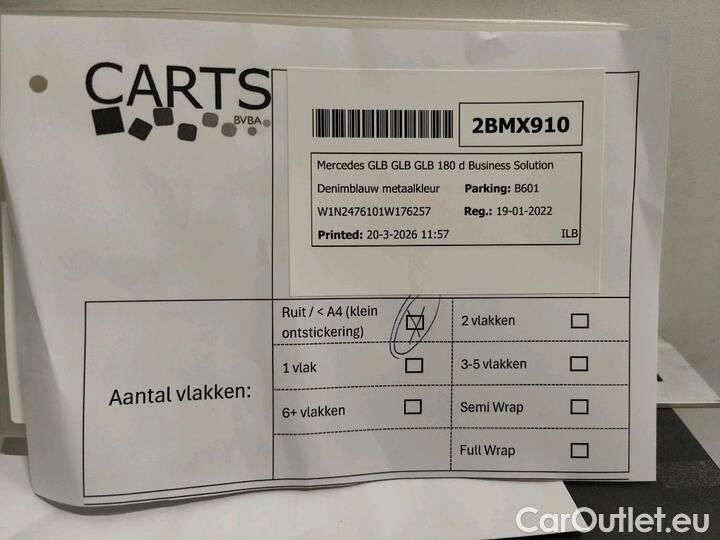 CARTS
BVBA
2BMX910
Mercedes GLB GLB GLB 180 d Business Solution
Denimblauw metaalkleur Parking: B601
W1N2476101W176257 Reg.: 19-01-2022
Printed: 20-3-2026 11:57 ILB
Aantal vlakken:
Ruit / < A4 (klein
ontstickering)
2 vlakken
1 vlak
3-5 vlakken
6+ vlakken
Semi Wrap
Full Wrap
CarOutlet.eu